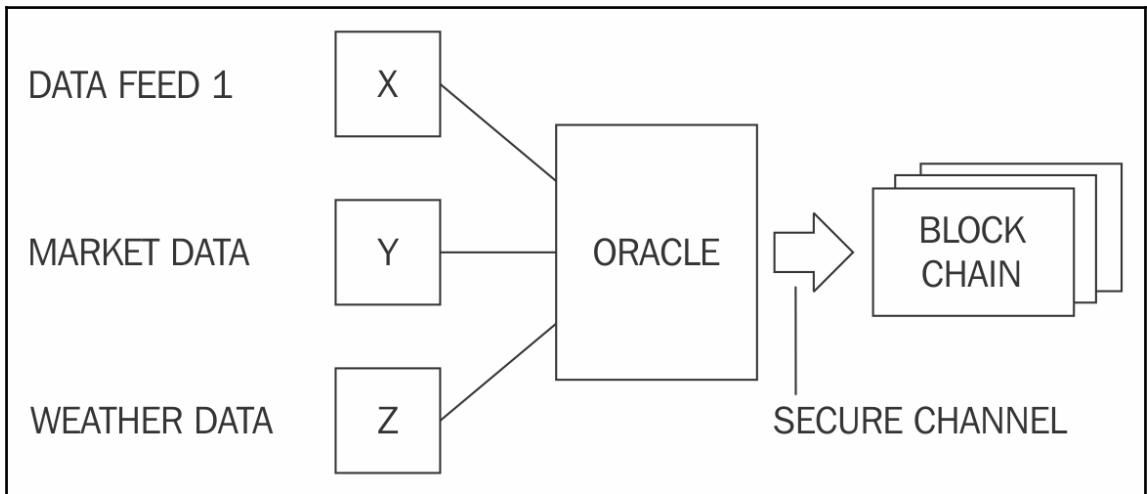 DATA FEED 1
X
MARKET DATA
Y
WEATHER DATA
Z
ORACLE
BLOCK
CHAIN
SECURE CHANNEL